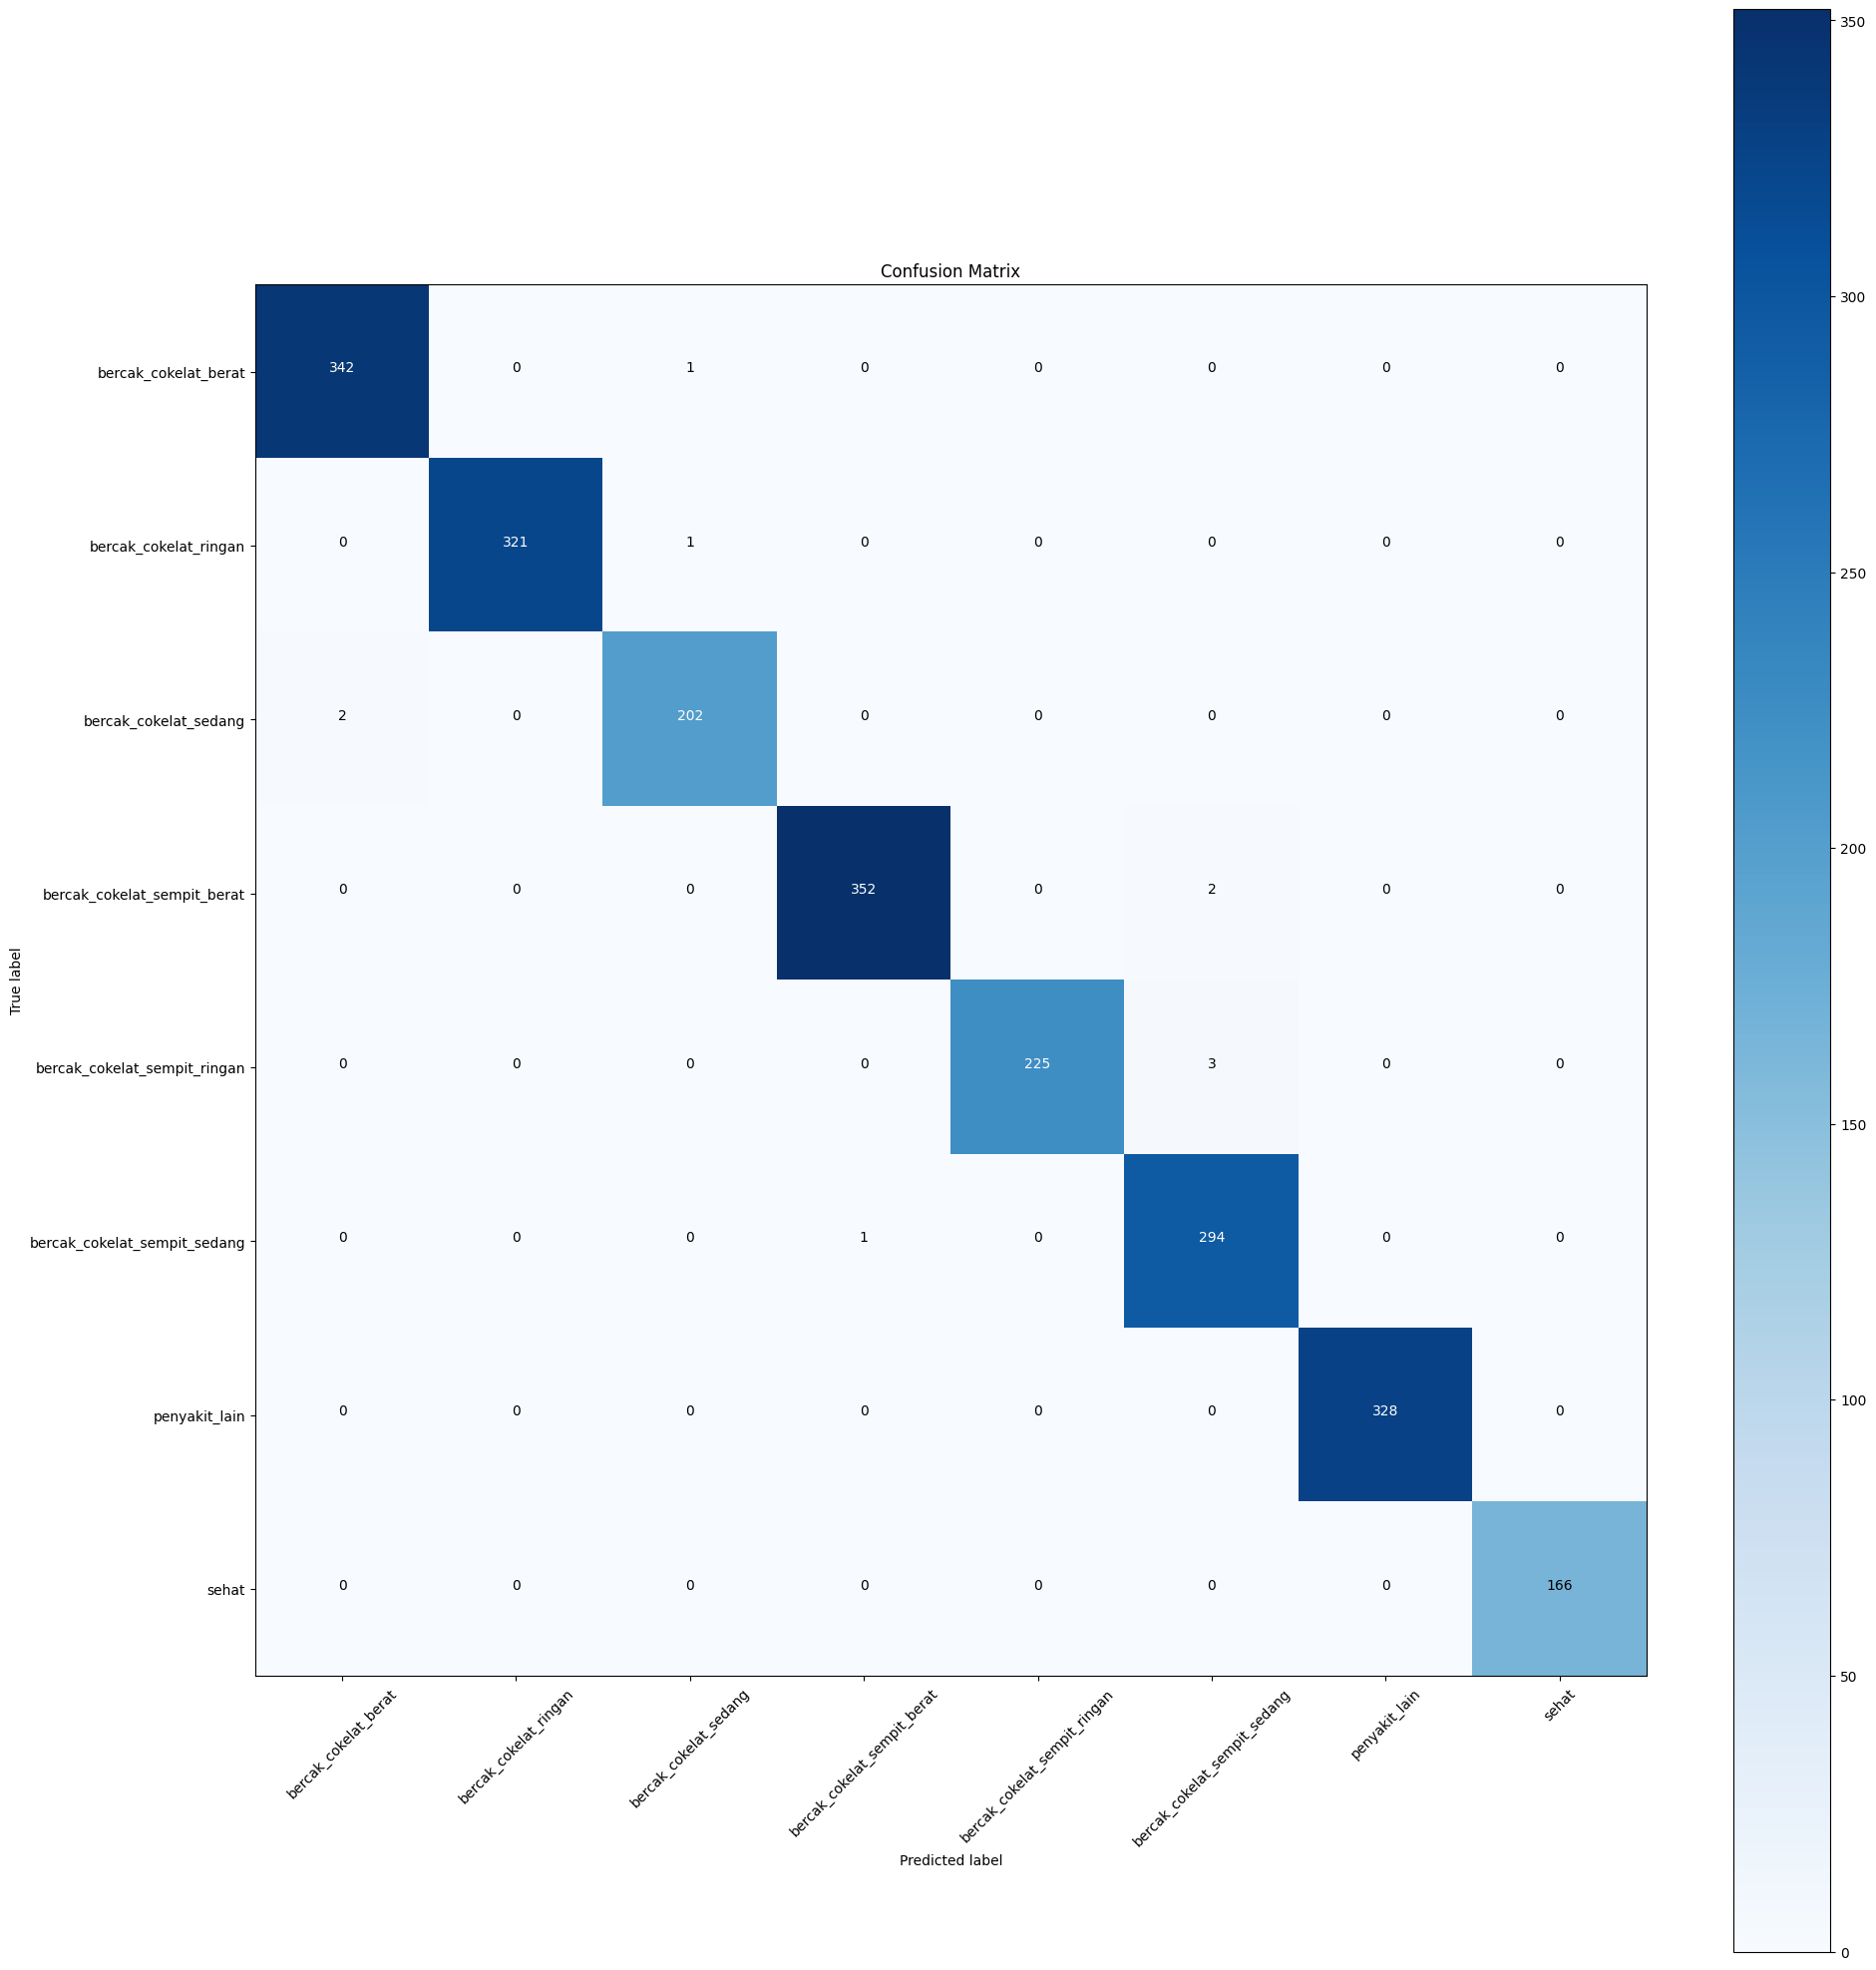 Confusion Matrix
350
300
250
200
150
100
50
0
True label
bercak_cokelat_berat 342 0 1 0 0 0 0 0
bercak_cokelat_ringan 0 321 1 0 0 0 0 0
bercak_cokelat_sedang 2 0 202 0 0 0 0 0
bercak_cokelat_sempit_berat 0 0 0 352 0 2 0 0
bercak_cokelat_sempit_ringan 0 0 0 0 225 3 0 0
bercak_cokelat_sempit_sedang 0 0 0 1 0 294 0 0
penyakit_lain 0 0 0 0 0 0 328 0
sehat 0 0 0 0 0 0 0 166
bercak_cokelat_berat
bercak_cokelat_ringan
bercak_cokelat_sedang
bercak_cokelat_sempit_berat
bercak_cokelat_sempit_ringan
bercak_cokelat_sempit_sedang
penyakit_lain
sehat
Predicted label